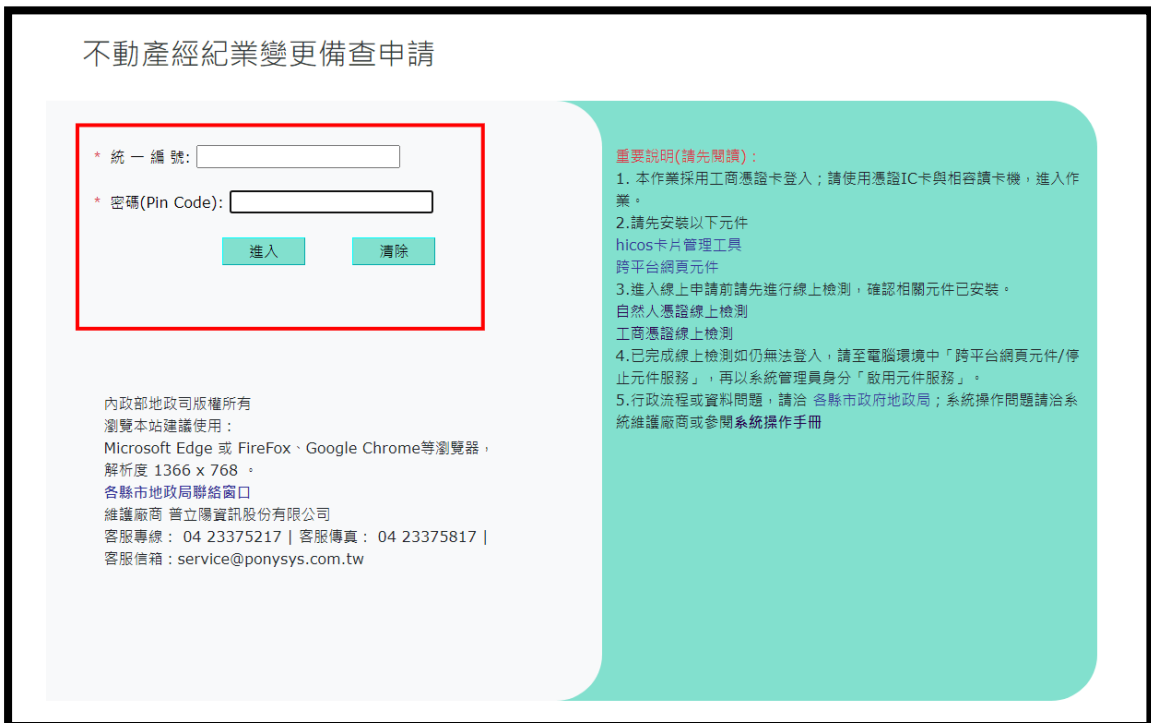 不動產經紀業變更備查申請
* 統 一 編 號:
* 密碼(Pin Code):
進入 清除
內政部地政司版權所有
瀏覽本站建議使用：
Microsoft Edge 或 FireFox、Google Chrome等瀏覽器，
解析度 1366 x 768 。
各縣市地政局聯絡窗口
維護廠商 普立陽資訊股份有限公司
客服專線： 04 23375217 | 客服傳真： 04 23375817 |
客服信箱：service@ponysys.com.tw
重要說明(請先閱讀)：
1. 本作業採用工商憑證卡登入；請使用憑證IC卡與相容讀卡機，進入作
業。
2.請先安裝以下元件
hicos卡片管理工具
跨平台網頁元件
3.進入線上申請前請先進行線上檢測，確認相關元件已安裝。
自然人憑證線上檢測
工商憑證線上檢測
4.已完成線上檢測如仍無法登入，請至電腦環境中「跨平台網頁元件/停
止元件服務」，再以系統管理員身分「啟用元件服務」。
5.行政流程或資料問題，請洽 各縣市政府地政局；系統操作問題請洽系
統維護廠商或參閱系統操作手冊